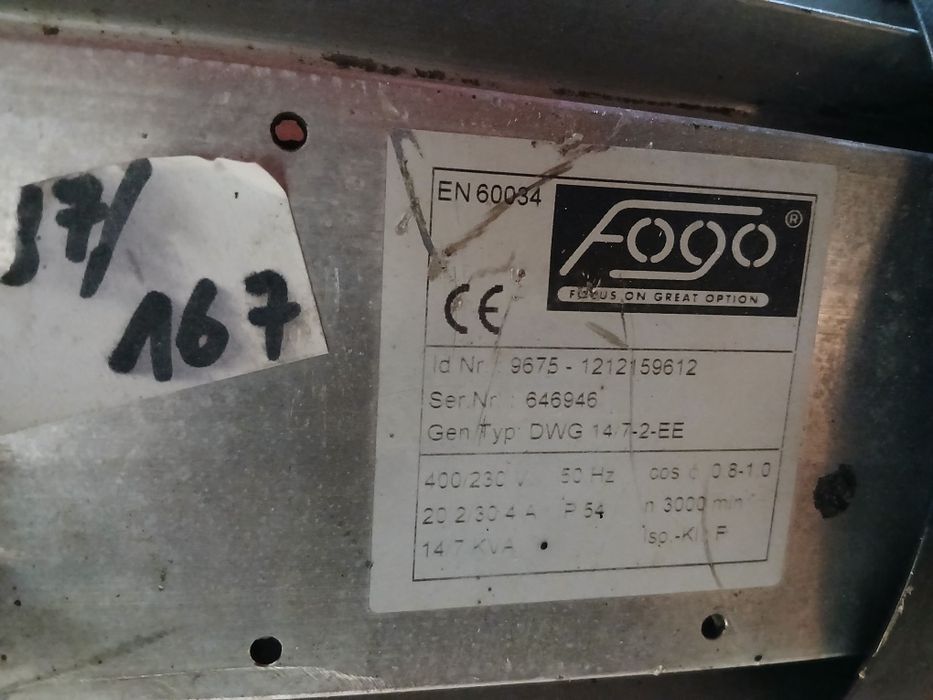 17/
167
EN 60034
FOGO ®
FOCUS ON GREAT OPTION
CE
Id Nr : 9675 - 1212159612
Ser.Nr : 646946
Gen/Typ: DWG 14/7-2-EE
400/230 V 50 Hz cos φ 0.8-1.0
20.2/30.4 A IP 54 n 3000 min
14/7 KVA Isp.-Kl. F